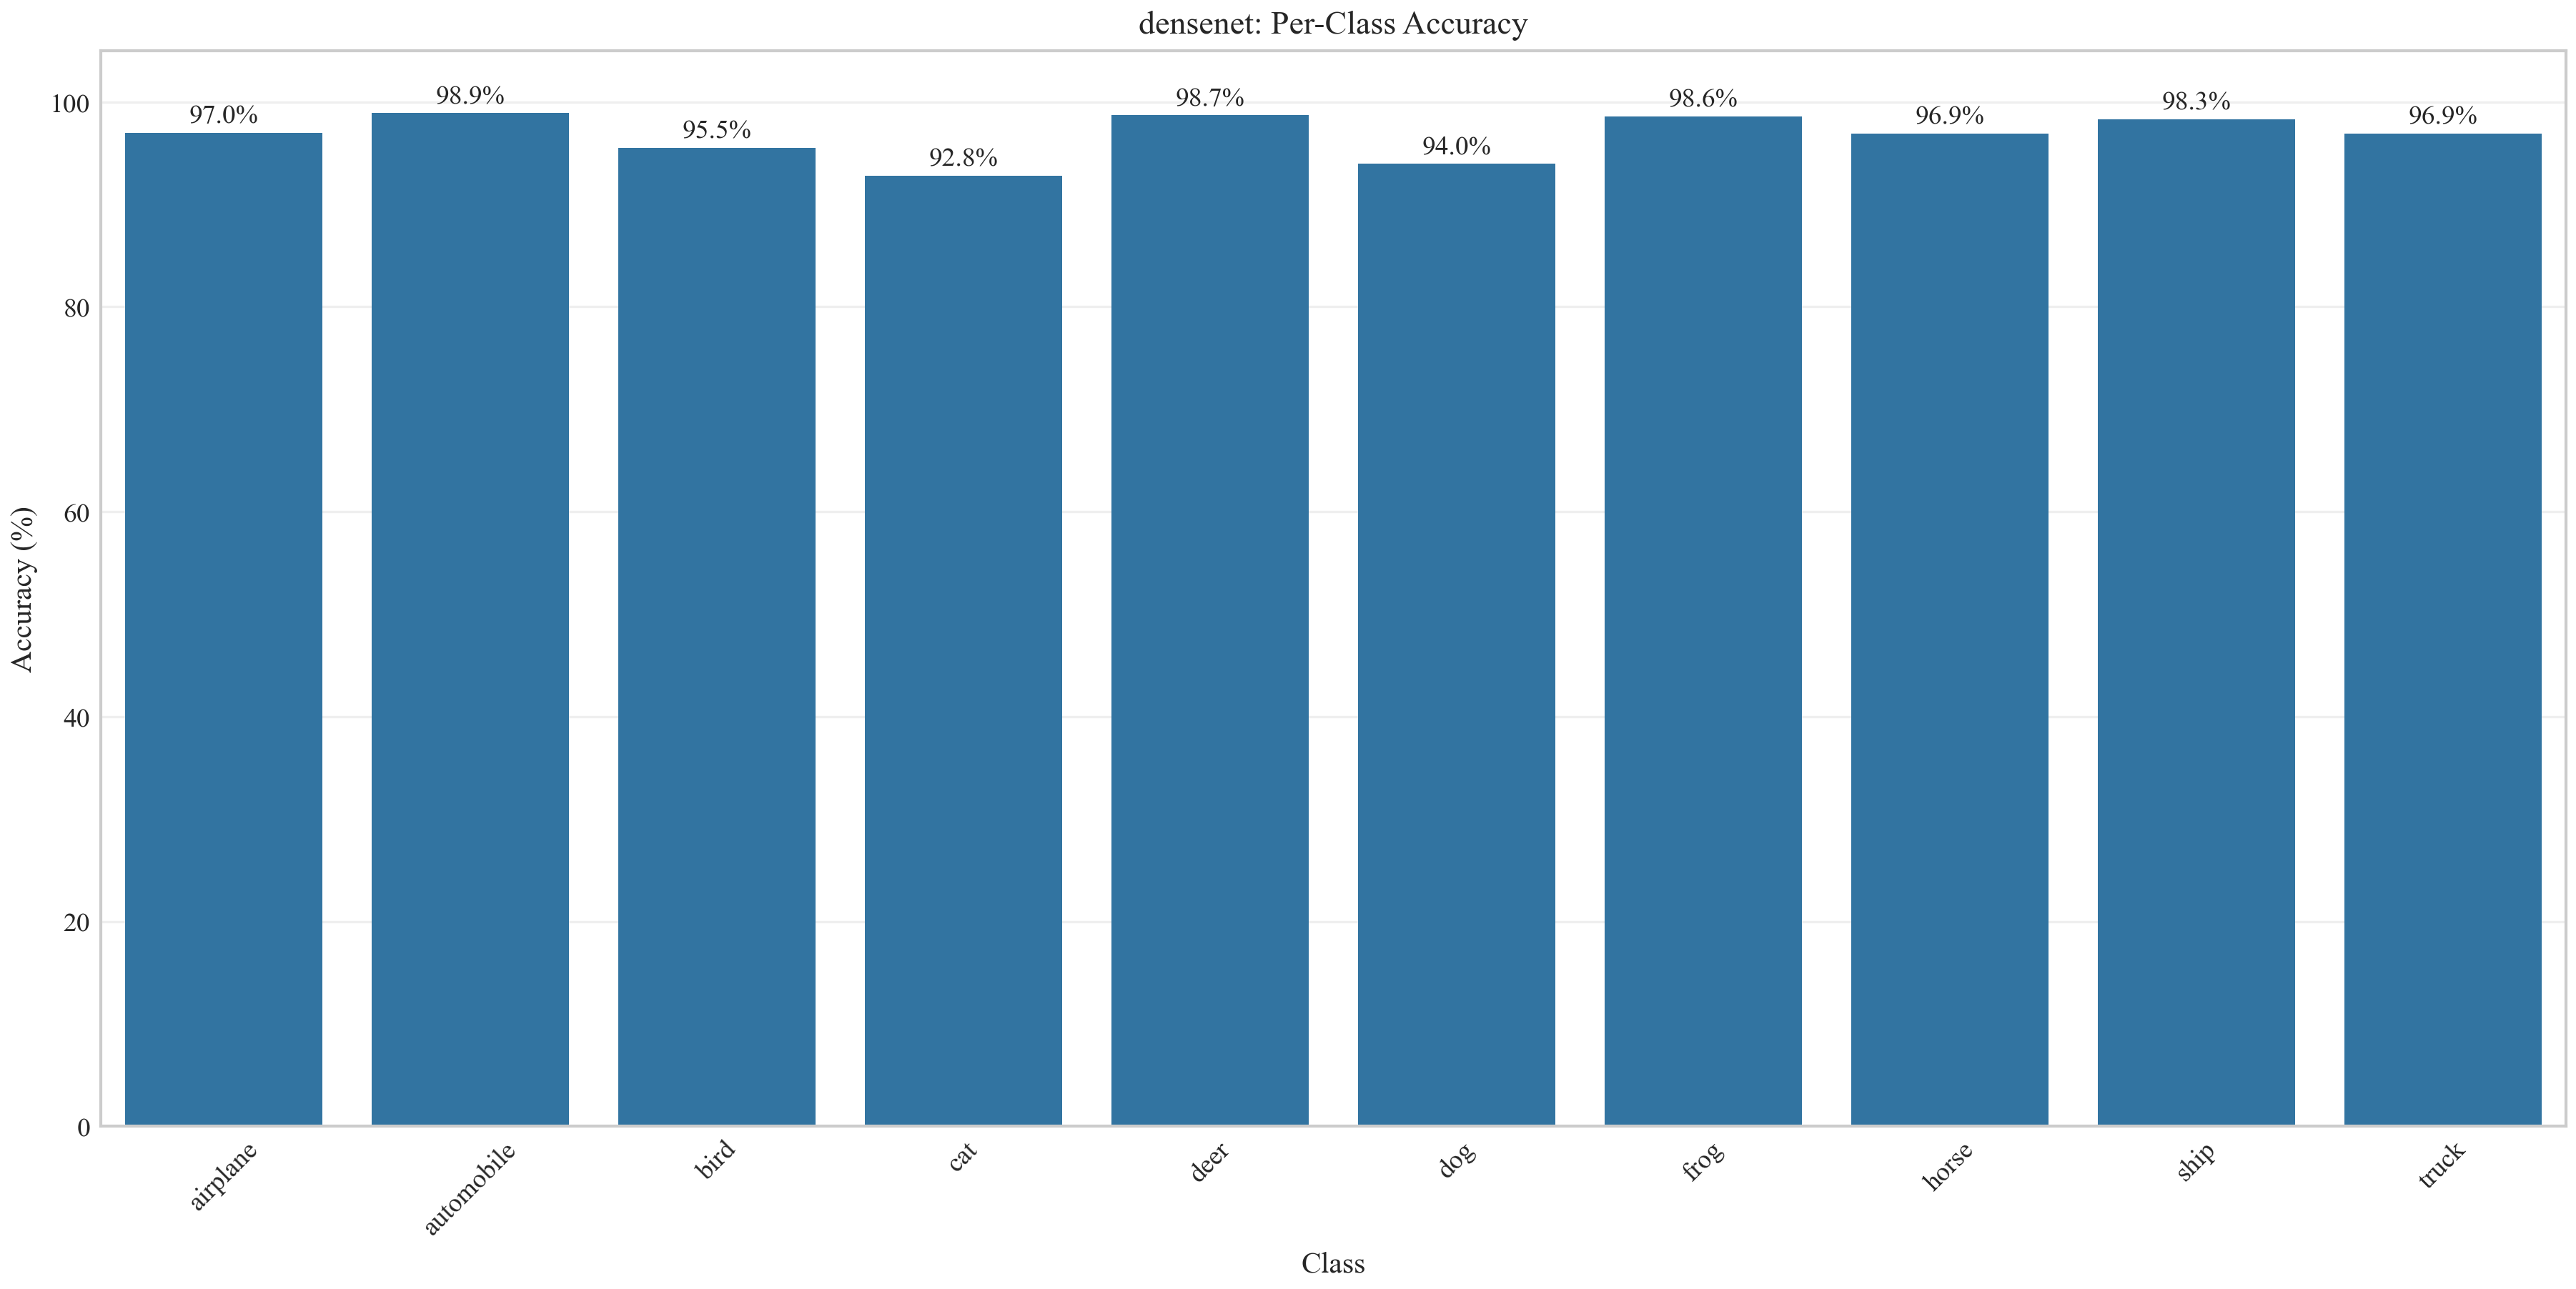 densenet: Per-Class Accuracy
Accuracy (%)
100
80
60
40
20
0
97.0%
98.9%
95.5%
92.8%
98.7%
94.0%
98.6%
96.9%
98.3%
96.9%
airplane
automobile
bird
cat
deer
dog
frog
horse
ship
truck
Class